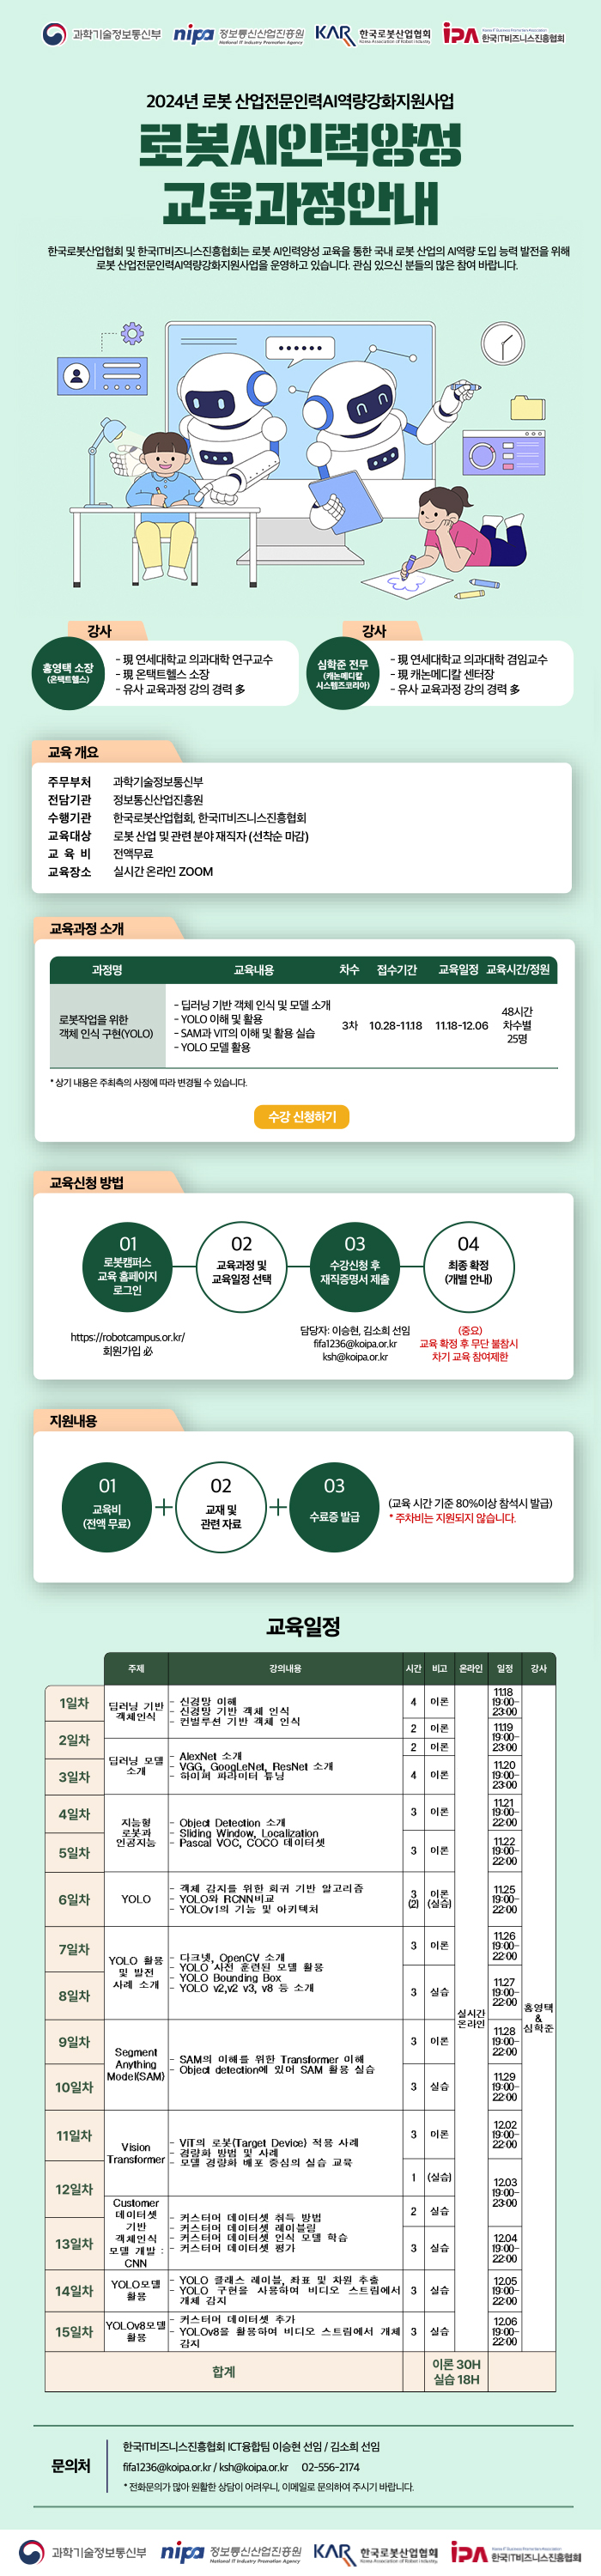 과학기술정보통신부
nipa 정보통신산업진흥원
National IT Industry Promotion Agency
KAR 한국로봇산업협회
Korea Association of Robot Industry
iPA 한국IT비즈니스진흥협회
2024년 로봇 산업전문인력AI역량강화지원사업
로봇AI인력양성
교육과정안내
한국로봇산업협회 및 한국IT비즈니스진흥협회는 로봇 AI인력양성 교육을 통한 국내 로봇 산업의 AI역량 도입 능력 발전을 위해
로봇 산업전문인력AI역량강화지원사업을 운영하고 있습니다. 관심 있으신 분들의 많은 참여 바랍니다.
강사
홍영택 소장
(온택트헬스)
- 現 연세대학교 의과대학 연구교수
- 現 온택트헬스 소장
- 유사 교육과정 강의 경력 多
강사
심학준 전무
(캐논메디칼
시스템즈코리아)
- 現 연세대학교 의과대학 겸임교수
- 現 캐논메디칼 센터장
- 유사 교육과정 강의 경력 多
교육 개요
주무부처 과학기술정보통신부
전담기관 정보통신산업진흥원
수행기관 한국로봇산업협회, 한국IT비즈니스진흥협회
교육대상 로봇 산업 및 관련 분야 재직자 (선착순 마감)
교 육 비 전액무료
교육장소 실시간 온라인 ZOOM
교육과정 소개
과정명 교육내용 차수 접수기간 교육일정 교육시간/정원
로봇작업을 위한
객체 인식 구현(YOLO)
- 딥러닝 기반 객체 인식 및 모델 소개
- YOLO 이해 및 활용
- SAM과 VIT의 이해 및 활용 실습
- YOLO 모델 활용
3차 10.28-11.18 11.18-12.06
48시간
차수별
25명
* 상기 내용은 주최측의 사정에 따라 변경될 수 있습니다.
수강 신청하기
교육신청 방법
01
로봇캠퍼스
교육 홈페이지
로그인
https://robotcampus.or.kr/
회원가입 必
02
교육과정 및
교육일정 선택
03
수강신청 후
재직증명서 제출
담당자: 이승현, 김소희 선임
fifa1236@koipa.or.kr
ksh@koipa.or.kr
04
최종 확정
(개별 안내)
(중요)
교육 확정 후 무단 불참시
차기 교육 참여제한
지원내용
01
교육비
(전액 무료)
+
02
교재 및
관련 자료
+
03
수료증 발급
(교육 시간 기준 80%이상 참석시 발급)
* 주차비는 지원되지 않습니다.
교육일정
주제 강의내용 시간 비고 온라인 일정 강사
1일차
2일차
딥러닝 기반
객체인식
- 신경망 이해
- 신경망 기반 객체 인식
- 컨벌루션 기반 객체 인식
4 이론
11.18
19:00-
23:00
2 이론
11.19
19:00-
23:00
3일차
딥러닝 모델
소개
- AlexNet 소개
- VGG, GoogLeNet, ResNet 소개
- 하이퍼 파라미터 튜닝
2 이론
4 이론
11.20
19:00-
23:00
4일차
5일차
지능형
로봇과
인공지능
- Object Detection 소개
- Sliding Window, Localization
- Pascal VOC, COCO 데이터셋
3 이론
11.21
19:00-
22:00
3 이론
11.22
19:00-
22:00
6일차
YOLO
- 객체 감지를 위한 회귀 기반 알고리즘
- YOLO와 RCNN비교
- YOLOv1의 기능 및 아키텍처
3
(2)
이론
(실습)
11.25
19:00-
22:00
7일차
8일차
YOLO 활용
및 발전
사례 소개
- 다크넷, OpenCV 소개
- YOLO 사전 훈련된 모델 활용
- YOLO Bounding Box
- YOLO v2,v2 v3, v8 등 소개
3 이론
11.26
19:00-
22:00
3 실습
11.27
19:00-
22:00
실시간
온라인
홍영택
&
심학준
9일차
10일차
Segment
Anything
Model(SAM)
- SAM의 이해를 위한 Transformer 이해
- Object detection에 있어 SAM 활용 실습
3 이론
11.28
19:00-
22:00
3 실습
11.29
19:00-
22:00
11일차
12일차
Vision
Transformer
- ViT의 로봇(Target Device) 적용 사례
- 경량화 방법 및 사례
- 모델 경량화 배포 중심의 실습 교육
3 이론
12.02
19:00-
22:00
1 (실습)
12.03
19:00-
23:00
13일차
Customer
데이터셋
기반
객체인식
모델 개발 :
CNN
- 커스터머 데이터셋 취득 방법
- 커스터머 데이터셋 레이블링
- 커스터머 데이터셋 인식 모델 학습
- 커스터머 데이터셋 평가
2 실습
3 실습
12.04
19:00-
22:00
14일차
YOLO모델
활용
- YOLO 클래스 레이블, 좌표 및 차원 추출
- YOLO 구현을 사용하여 비디오 스트림에서
개체 감지
3 실습
12.05
19:00-
22:00
15일차
YOLOv8모델
활용
- 커스터머 데이터셋 추가
- YOLOv8을 활용하여 비디오 스트림에서 개체
감지
3 실습
12.06
19:00-
22:00
합계
이론 30H
실습 18H
문의처
한국IT비즈니스진흥협회 ICT융합팀 이승현 선임 / 김소희 선임
fifa1236@koipa.or.kr / ksh@koipa.or.kr 02-556-2174
* 전화문의가 많아 원활한 상담이 어려우니, 이메일로 문의하여 주시기 바랍니다.
과학기술정보통신부
nipa 정보통신산업진흥원
National IT Industry Promotion Agency
KAR 한국로봇산업협회
Korea Association of Robot Industry
iPA 한국IT비즈니스진흥협회